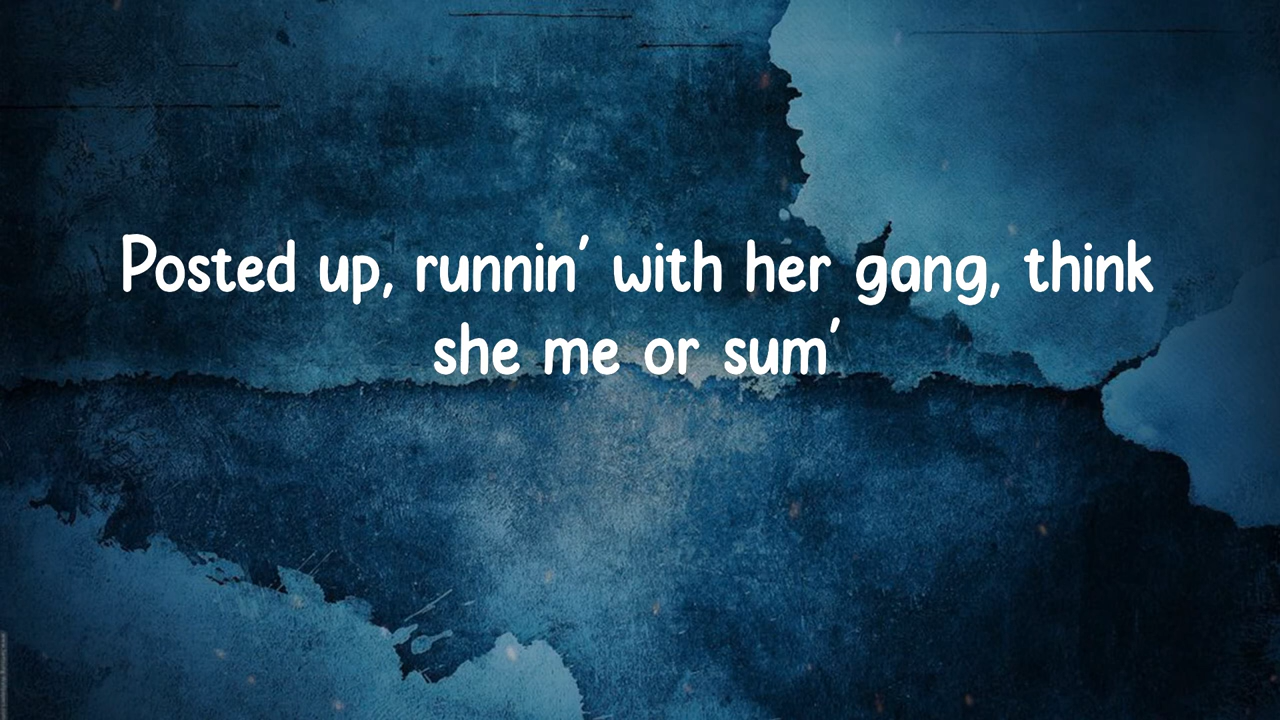 Posted up, runnin' with her gang, think
she me or sum'